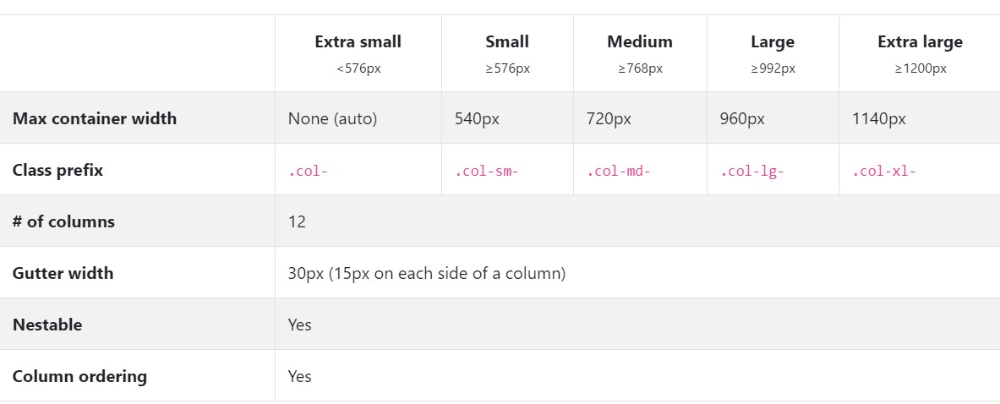 Extra small Small Medium Large Extra large
<576px ≥576px ≥768px ≥992px ≥1200px
Max container width None (auto) 540px 720px 960px 1140px
Class prefix .col- .col-sm- .col-md- .col-lg- .col-xl-
# of columns 12
Gutter width 30px (15px on each side of a column)
Nestable Yes
Column ordering Yes